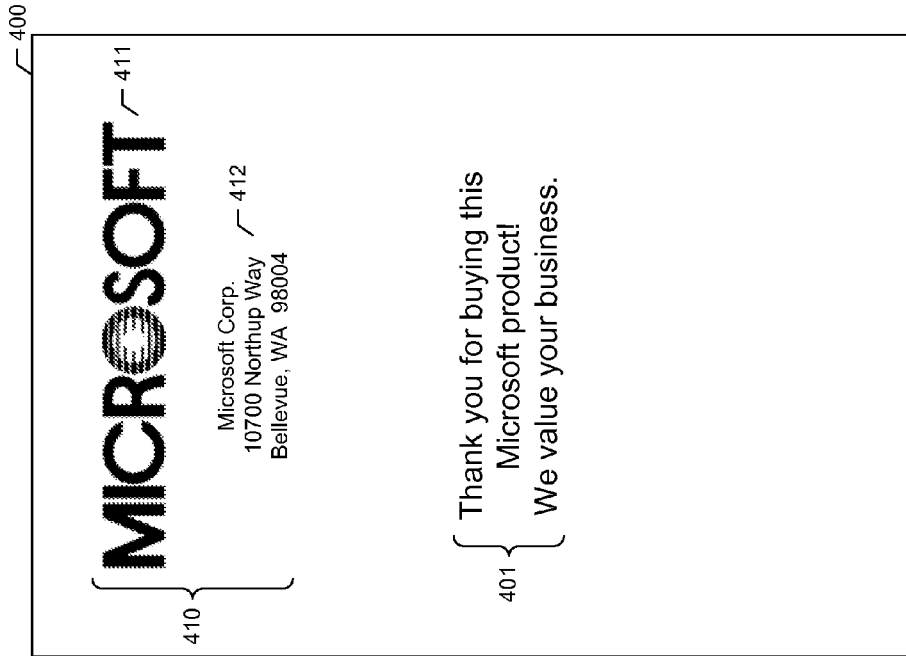 400
MICROSOFT
411
Microsoft Corp.
10700 Northup Way
Bellevue, WA 98004
412
410
Thank you for buying this
Microsoft product!
We value your business.
401